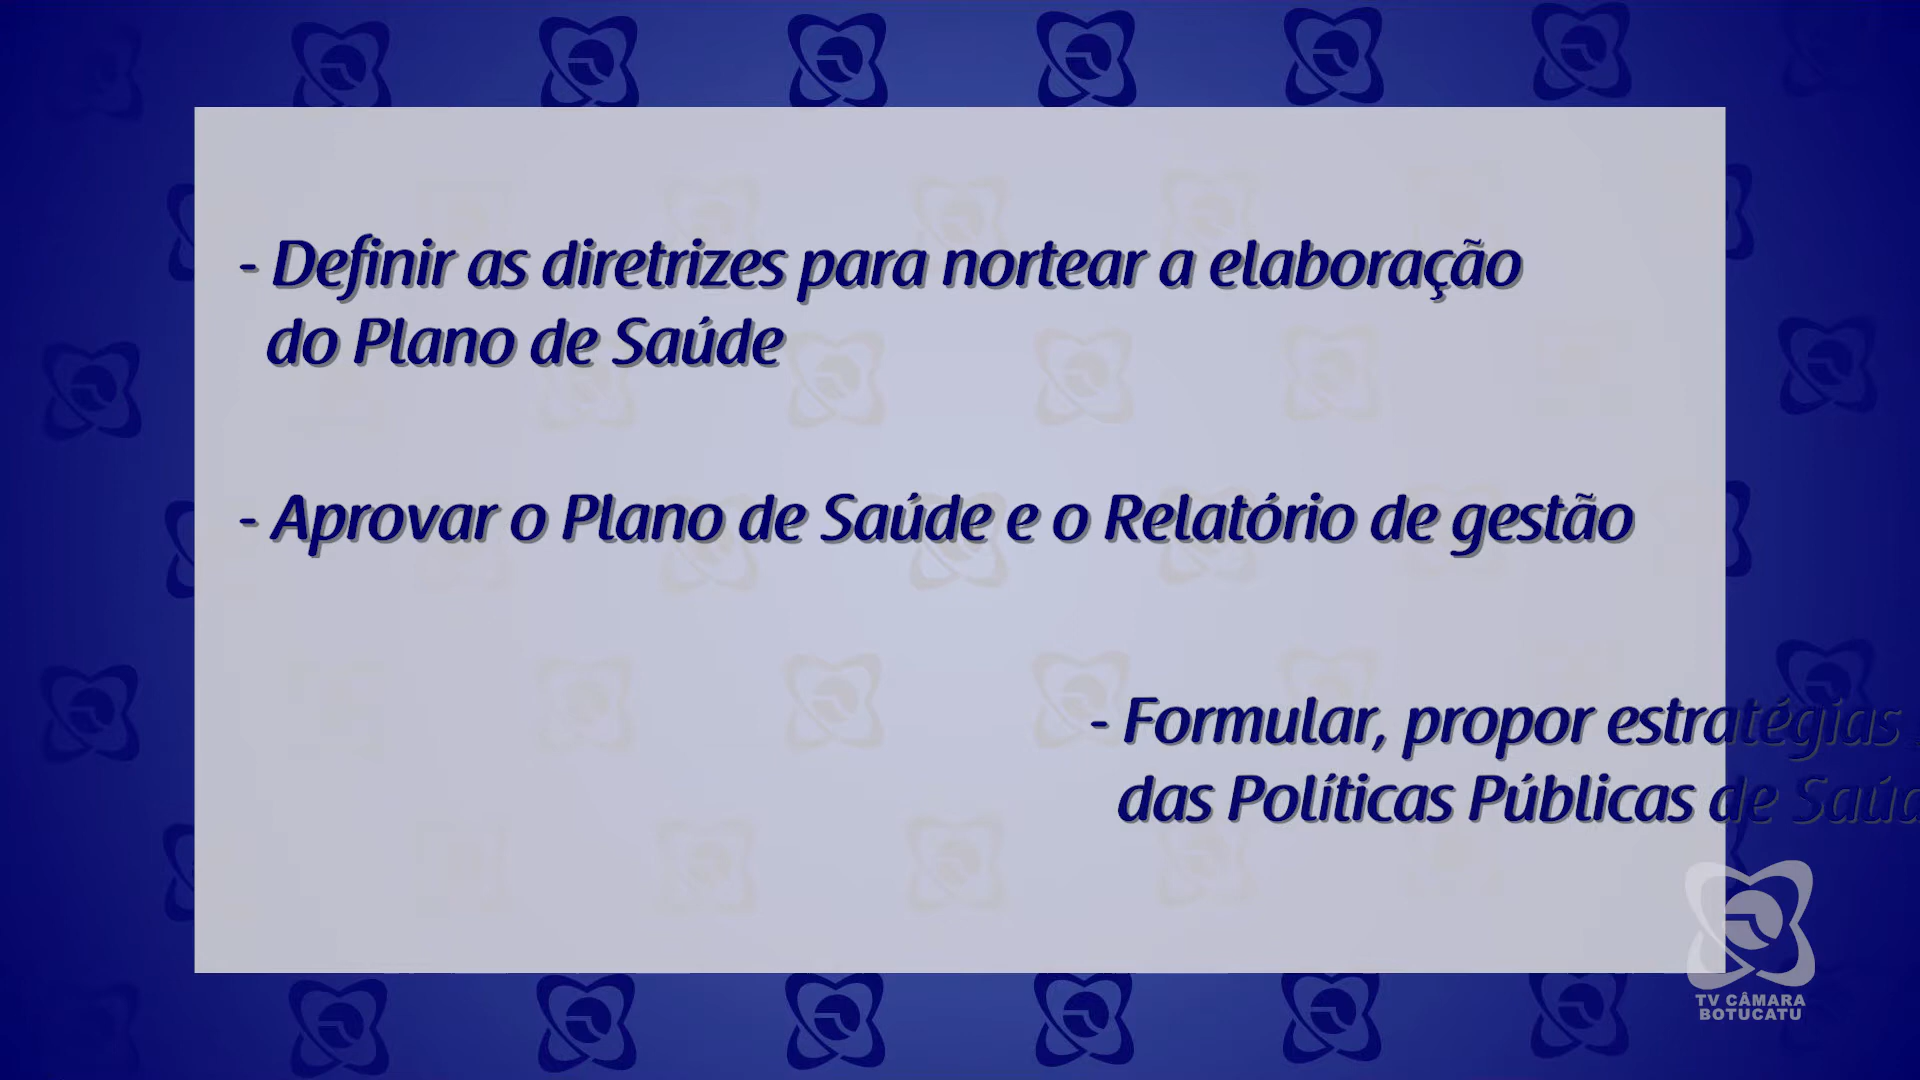 - Definir as diretrizes para nortear a elaboração
do Plano de Saúde
- Aprovar o Plano de Saúde e o Relatório de gestão
- Formular, propor estratégias
das Políticas Públicas de
TV CÂMARA
BOTUCATU